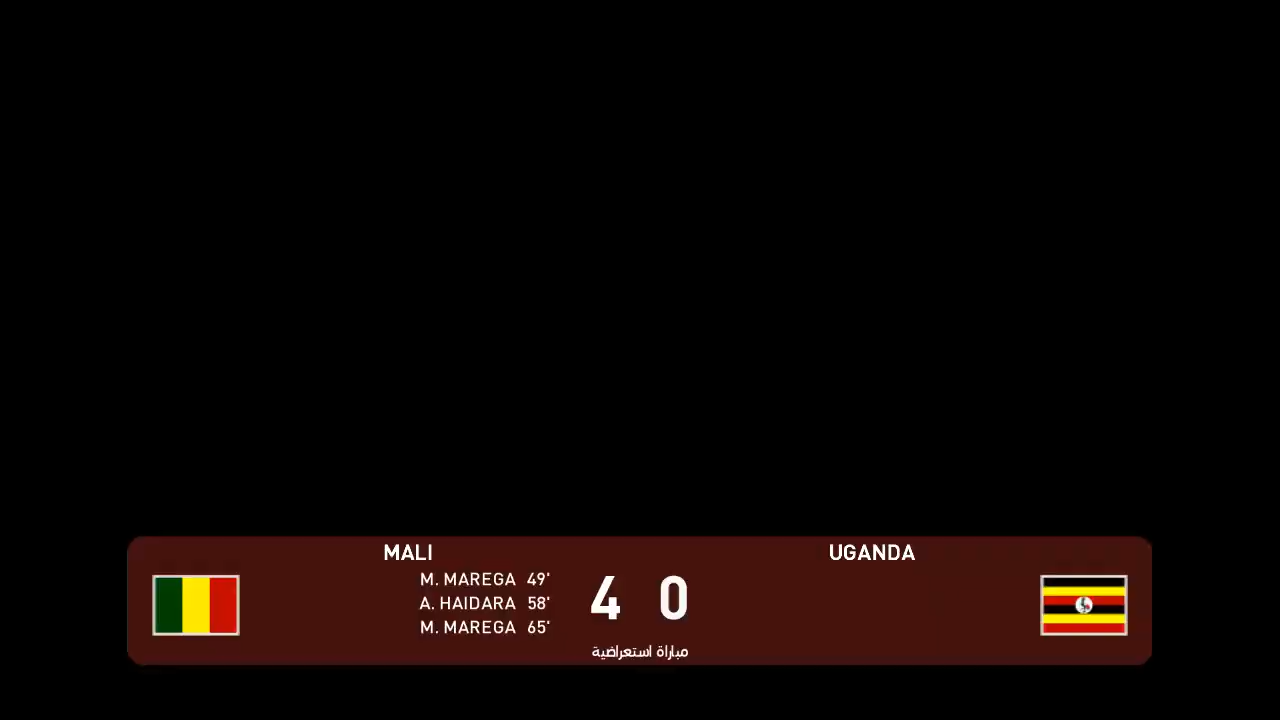 MALI UGANDA
M. MAREGA 49'
A. HAIDARA 58'
M. MAREGA 65'
4 0
مباراة استعراضية